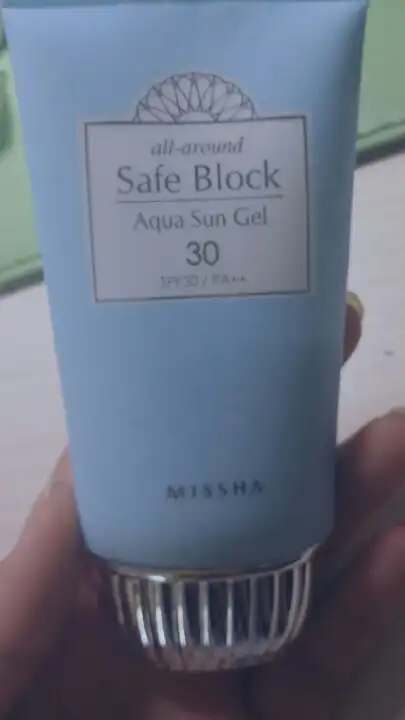 all-around
Safe Block
Aqua Sun Gel
30
SPF30 / PA++
MISSHA